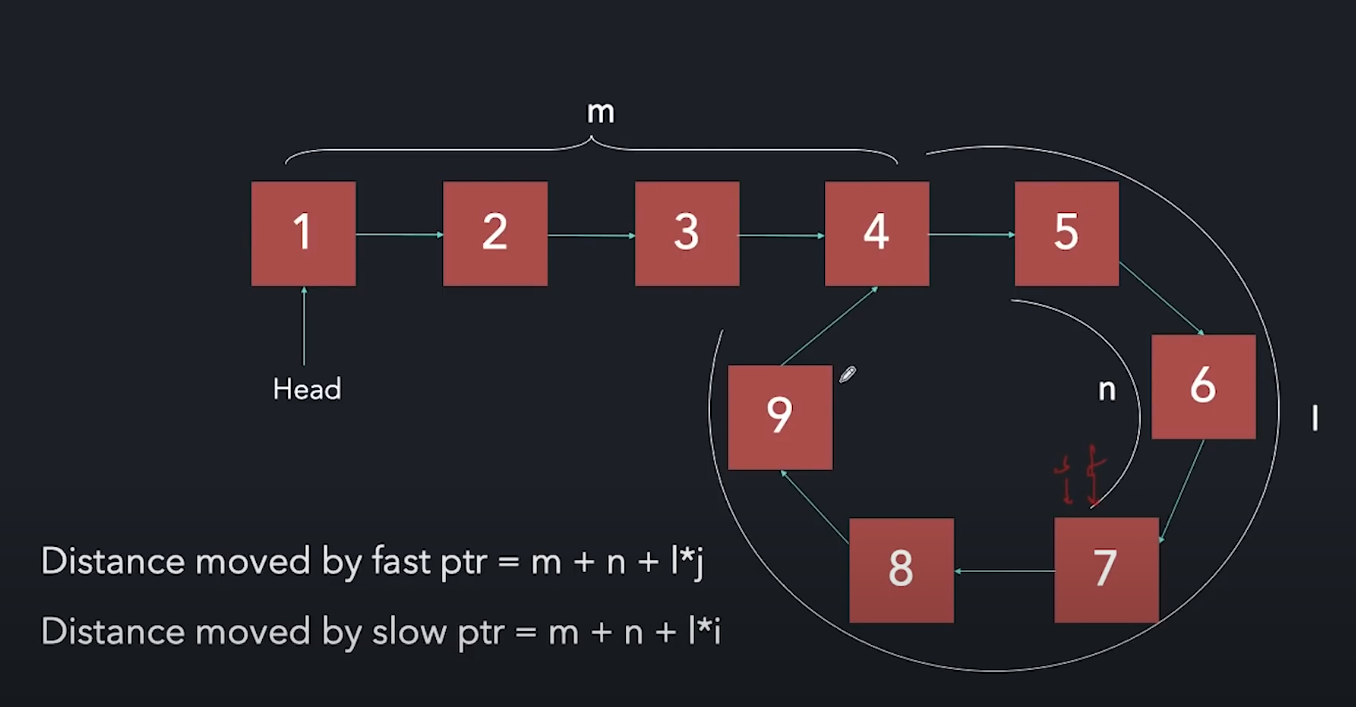 m
1 2 3 4 5
6
n
l
9
Head
s f
8 7
Distance moved by fast ptr = m + n + l*j
Distance moved by slow ptr = m + n + l*i